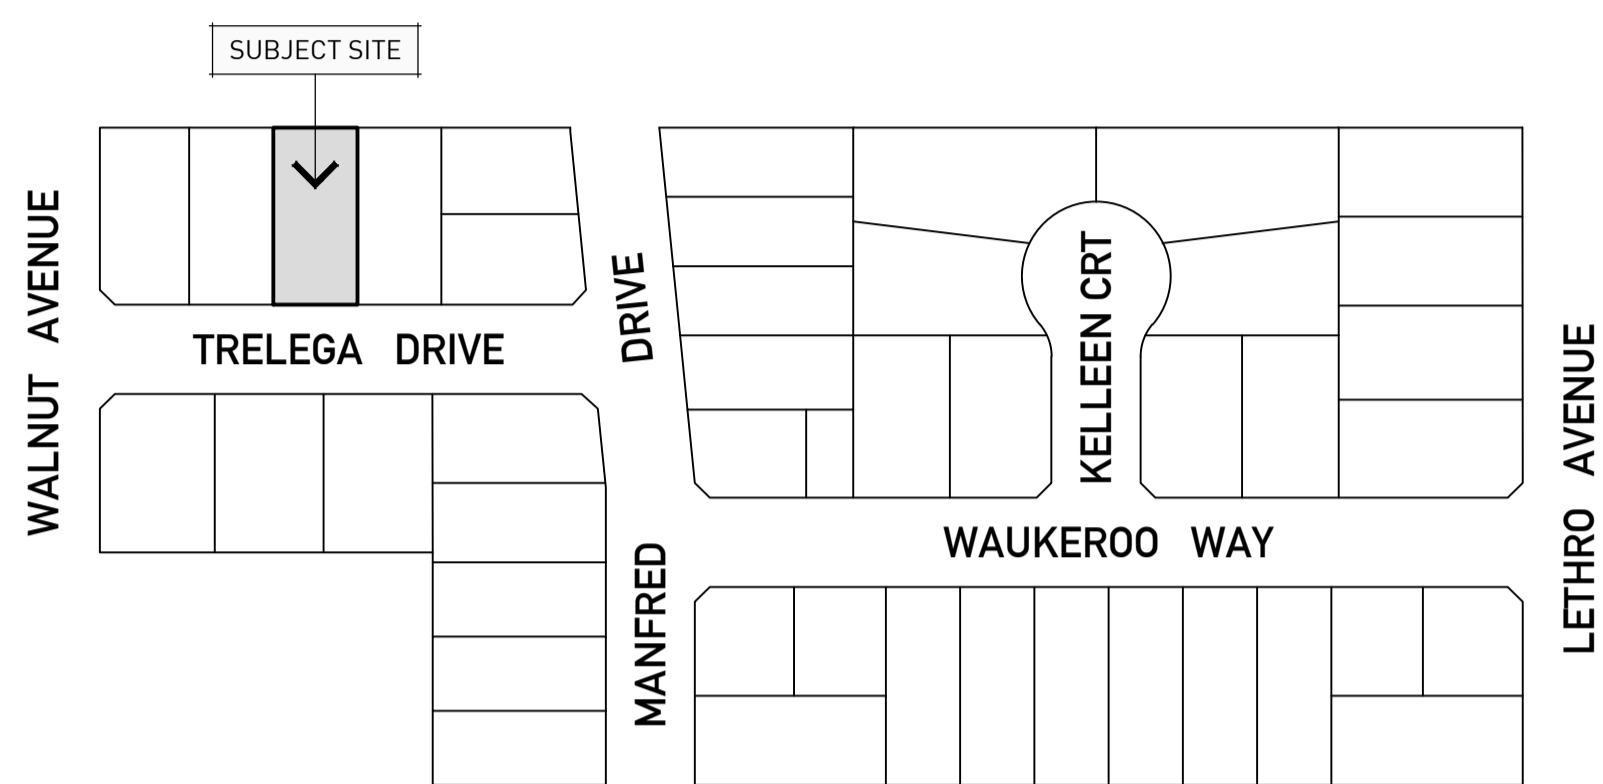 SUBJECT SITE
WALNUT AVENUE
TRELEGA DRIVE
MANFRED DRIVE
KELLEEN CRT
WAUKEROO WAY
LETHRO AVENUE